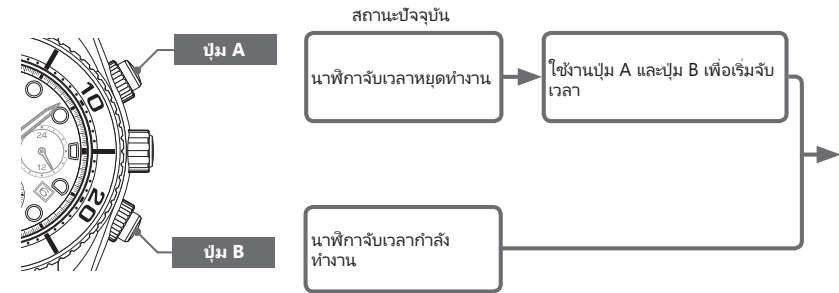 สถานะปัจจุบัน
ปุ่ม A
นาฬิกาจับเวลาหยุดทำงาน
ใช้งานปุ่ม A และปุ่ม B เพื่อเริ่มจับ
เวลา
10
24
12
6
20
ปุ่ม B
นาฬิกาจับเวลากำลัง
ทำงาน